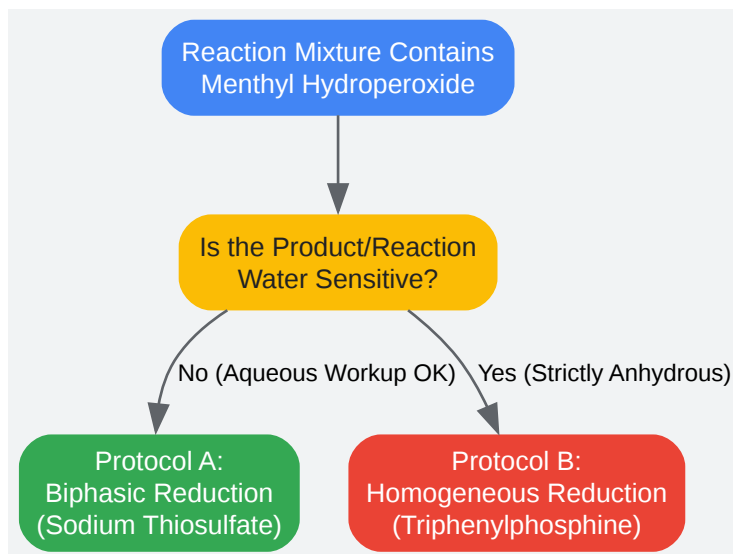 Reaction Mixture Contains
Menthyl Hydroperoxide
Is the Product/Reaction
Water Sensitive?
No (Aqueous Workup OK)
Yes (Strictly Anhydrous)
Protocol A:
Biphasic Reduction
(Sodium Thiosulfate)
Protocol B:
Homogeneous Reduction
(Triphenylphosphine)